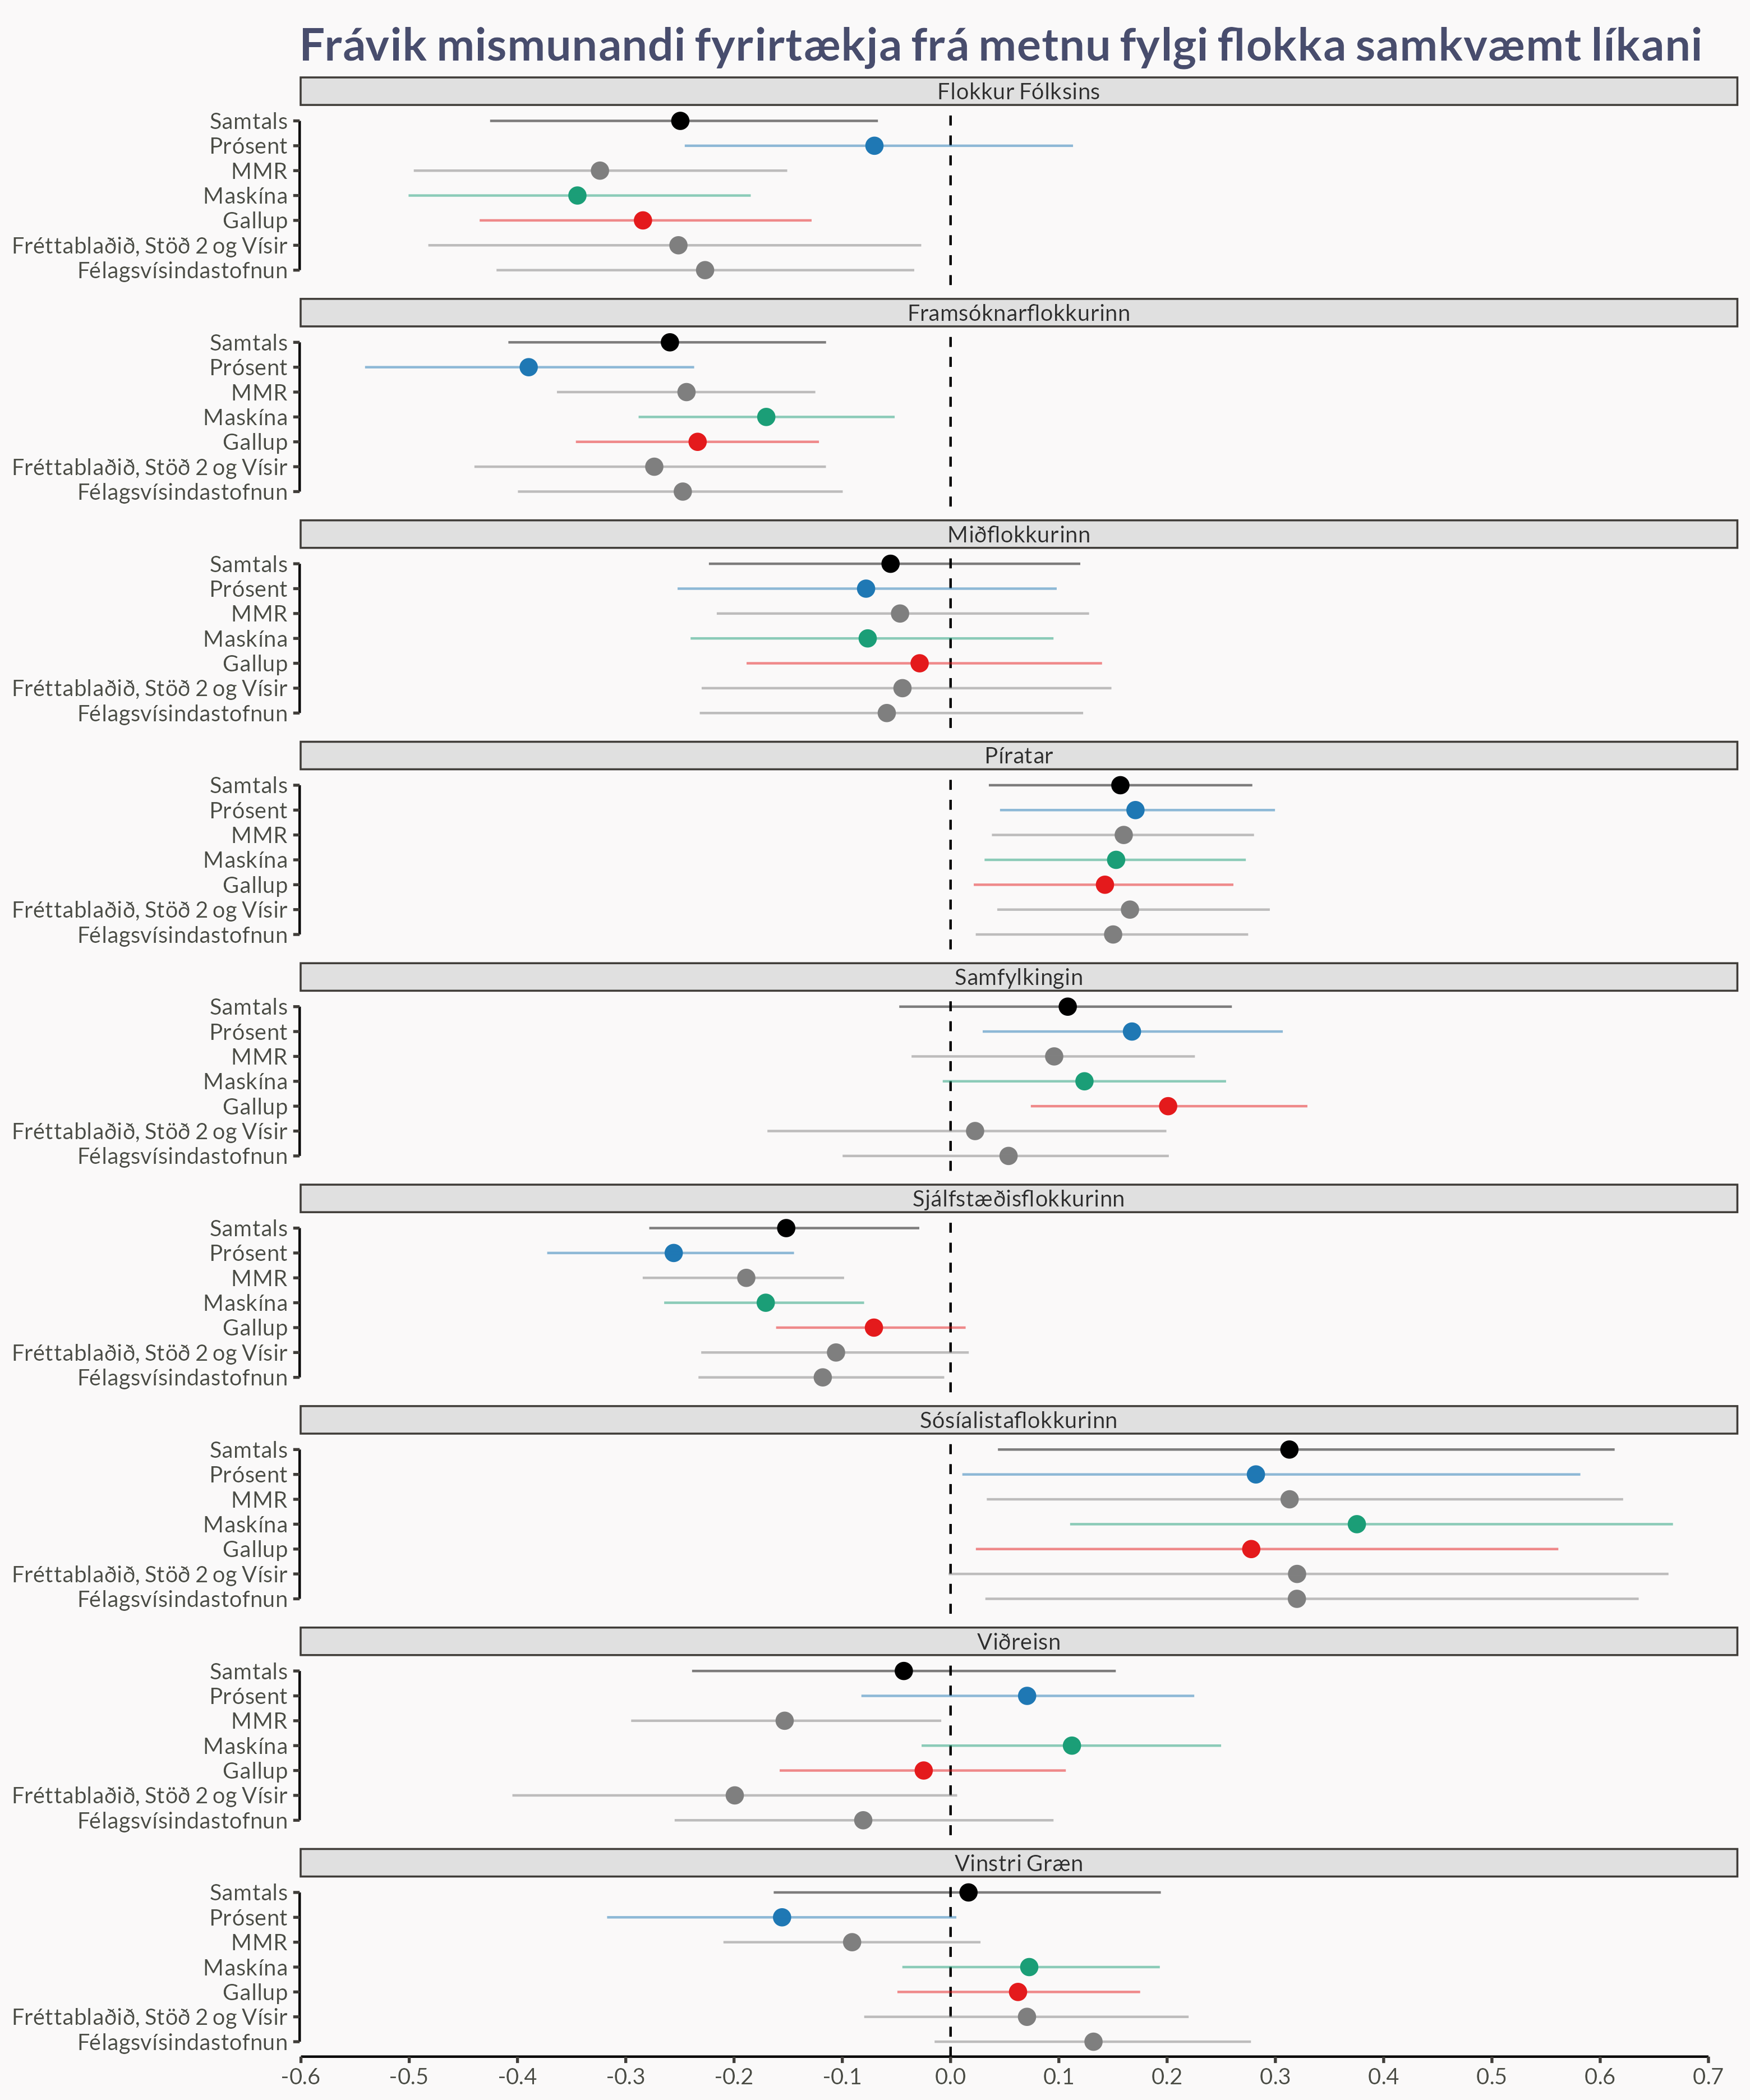 Frávik mismunandi fyrirtækja frá metnu fylgi flokka samkvæmt líkani
Flokkur Fólksins
Samtals
Prósent
MMR
Maskína
Gallup
Fréttablaðið, Stöð 2 og Vísir
Félagsvísindastofnun
Framsóknarflokkurinn
Samtals
Prósent
MMR
Maskína
Gallup
Fréttablaðið, Stöð 2 og Vísir
Félagsvísindastofnun
Miðflokkurinn
Samtals
Prósent
MMR
Maskína
Gallup
Fréttablaðið, Stöð 2 og Vísir
Félagsvísindastofnun
Píratar
Samtals
Prósent
MMR
Maskína
Gallup
Fréttablaðið, Stöð 2 og Vísir
Félagsvísindastofnun
Samfylkingin
Samtals
Prósent
MMR
Maskína
Gallup
Fréttablaðið, Stöð 2 og Vísir
Félagsvísindastofnun
Sjálfstæðisflokkurinn
Samtals
Prósent
MMR
Maskína
Gallup
Fréttablaðið, Stöð 2 og Vísir
Félagsvísindastofnun
Sósíalistaflokkurinn
Samtals
Prósent
MMR
Maskína
Gallup
Fréttablaðið, Stöð 2 og Vísir
Félagsvísindastofnun
Viðreisn
Samtals
Prósent
MMR
Maskína
Gallup
Fréttablaðið, Stöð 2 og Vísir
Félagsvísindastofnun
Vinstri Græn
Samtals
Prósent
MMR
Maskína
Gallup
Fréttablaðið, Stöð 2 og Vísir
Félagsvísindastofnun
-0.6 -0.5 -0.4 -0.3 -0.2 -0.1 0.0 0.1 0.2 0.3 0.4 0.5 0.6 0.7